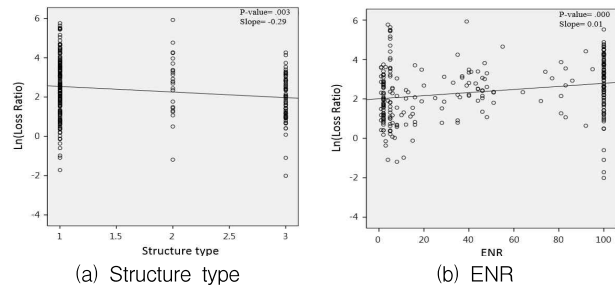 P-value= .003
Slope= -0.29
6
4
2
0
-2
-4
Ln(Loss Ratio)
1
1.5
2
2.5
3
Structure type
(a) Structure type
P-value= .000
Slope= 0.01
6
4
2
0
-2
-4
Ln(Loss Ratio)
0
20
40
60
80
100
ENR
(b) ENR